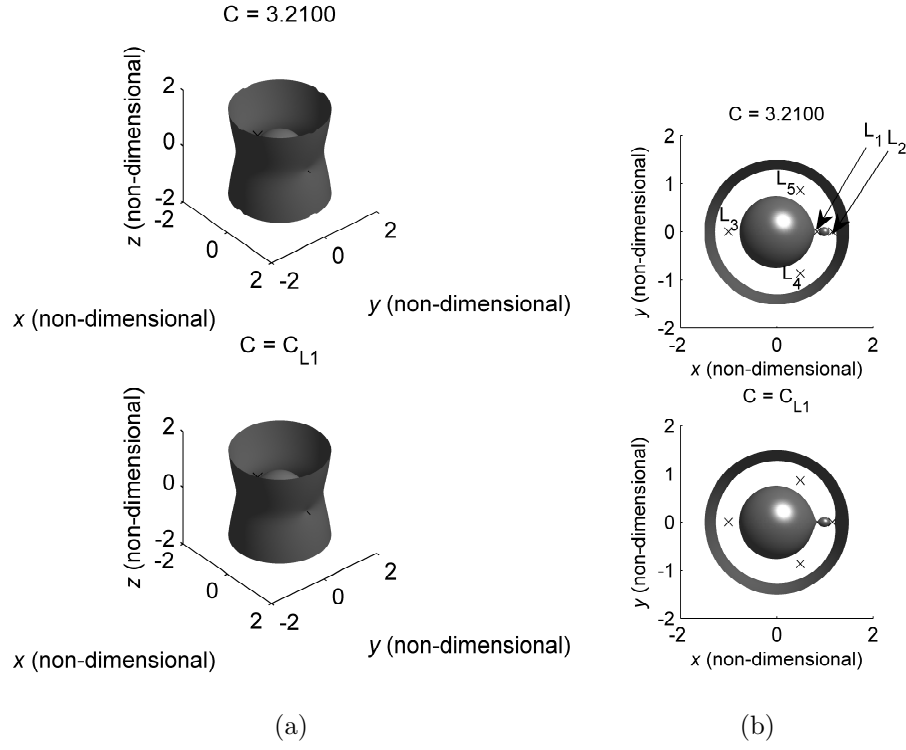 C = 3.2100
z (non-dimensional)
2
0
-2
-2
0
2
-2
0
2
x (non-dimensional)
y (non-dimensional)
C = C_L1
z (non-dimensional)
2
0
-2
-2
0
2
-2
0
2
x (non-dimensional)
y (non-dimensional)
(a)
C = 3.2100
L1 L2
y (non-dimensional)
2
1
0
-1
-2
L5
L3
L4
-2 0 2
x (non-dimensional)
C = C_L1
y (non-dimensional)
2
1
0
-1
-2
-2 0 2
x (non-dimensional)
(b)